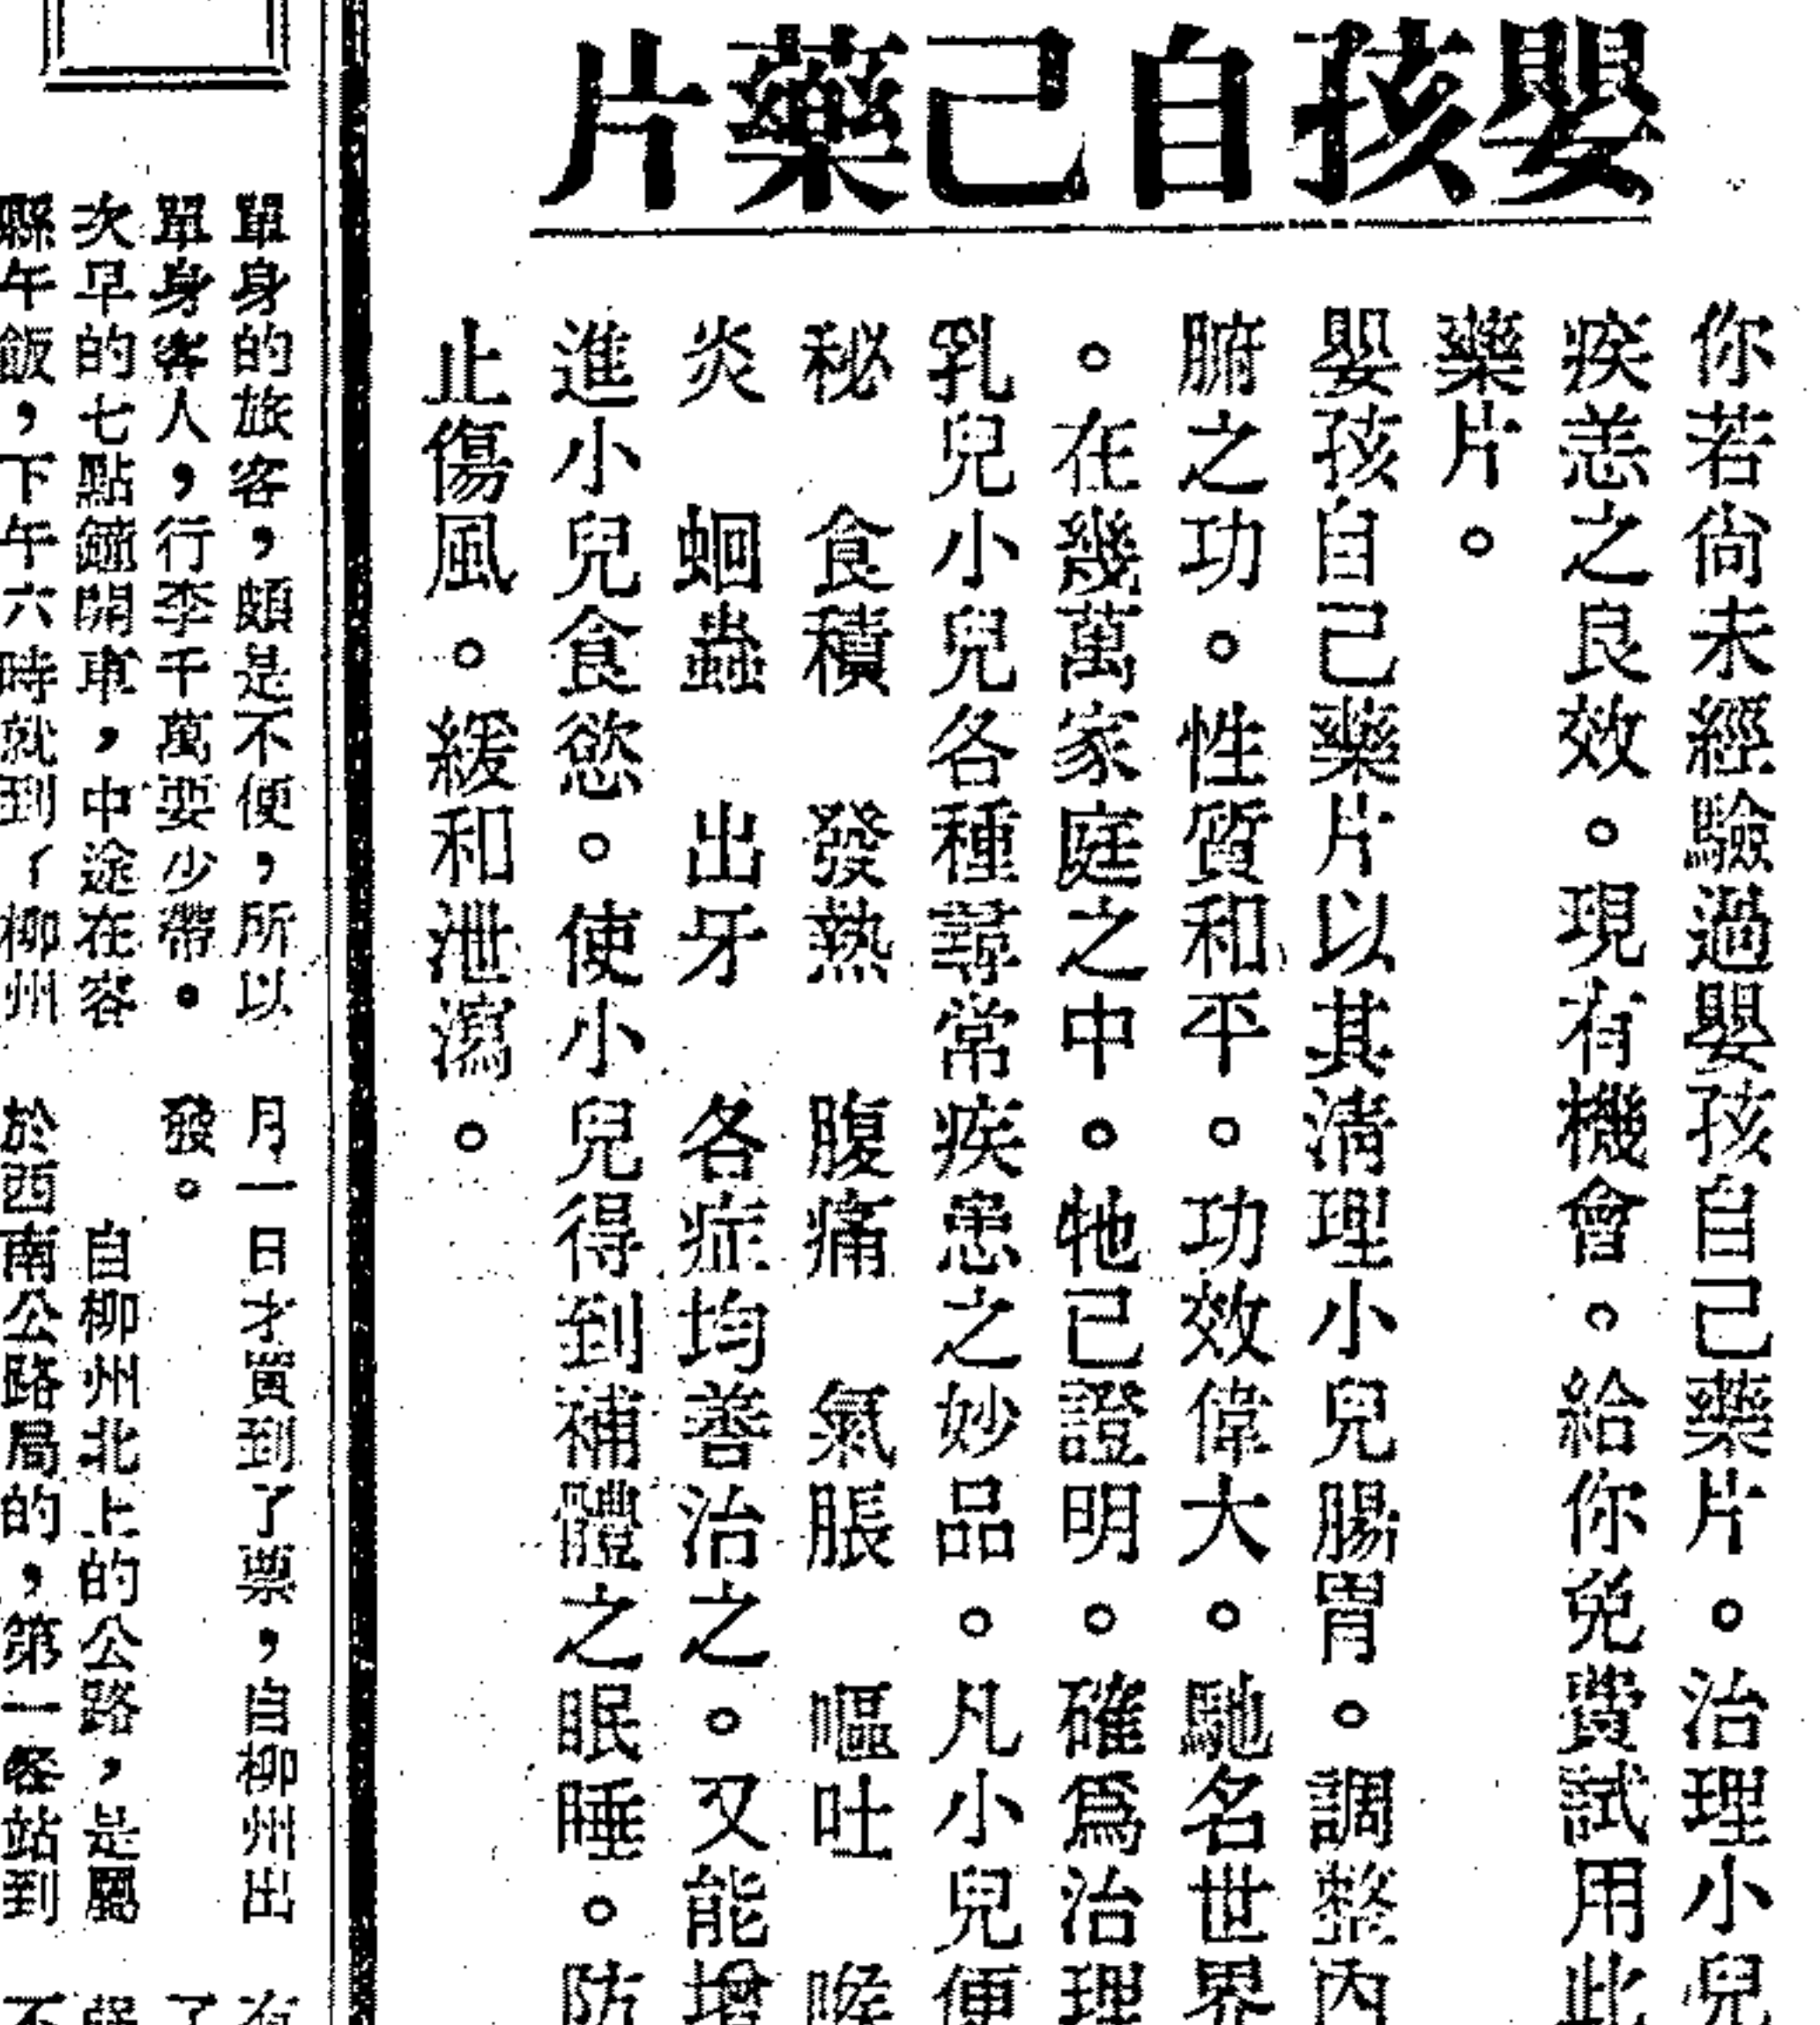 嬰孩自己藥片
你若尙未經驗過嬰孩自己藥片。治理小兒
疾恙之良效。現有機會。給你免費試用此
藥片。
嬰孩自己藥片以其清理小兒腸胃。調整內
腑之功。性質和平。功效偉大。馳名世界
。在幾萬家庭之中。牠已證明。確爲治理
乳兒小兒各種尋常疾患之妙品。凡小兒便
秘　食積　發熱　腹痛　氣脹　嘔吐　喉
炎　蛔蟲　出牙　各症均善治之。又能增
進小兒食慾。使小兒得到補體之眠睡。防
止傷風。緩和泄瀉。
單身的旅客，頗是不便，所以
單身客人，行李千萬要少帶。
次早的七點鐘開車，中途在客
縣午飯，下午六時就到了柳州
月一日才買到了票，自柳州出
發。
自柳州北上的公路，是屬
於西南公路局的，第一客站到
有
了
不